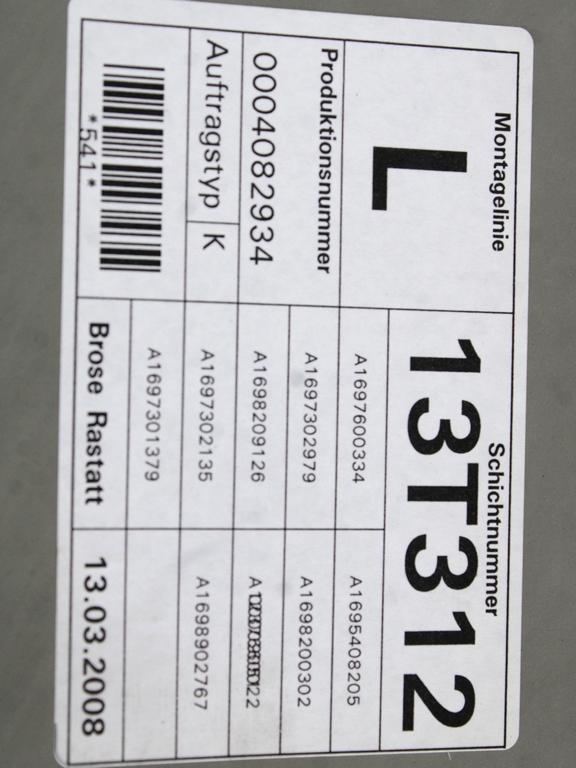 Montagelinie
L
Schichtnummer
13T312
Produktionsnummer
00040822934
A1697600334
A1695408205
A1697302979
A1698200302
Auftragstyp K
A1698209126
A1697302135
A1698902767
*541*
A1697301379
Brose Rastatt
13.03.2008